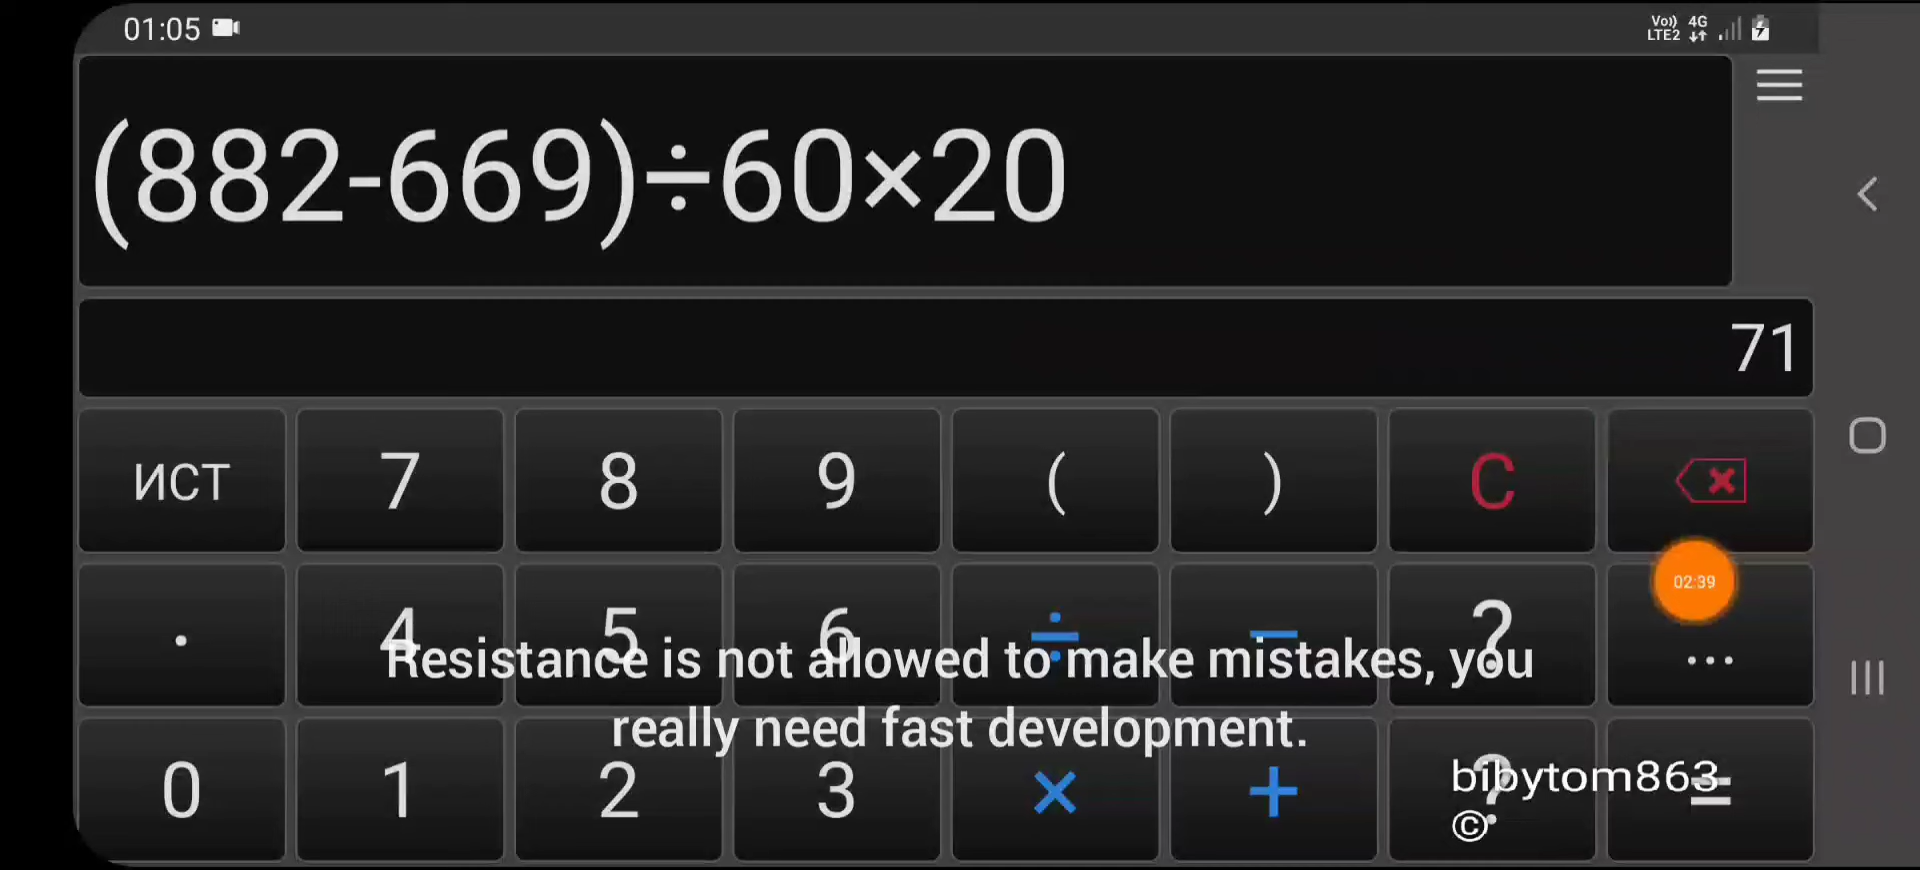 01:05
Vo)) 4G
LTE2
(882-669)÷60×20
71
ИСТ 7 8 9 ( ) C
. 4 5 6 ÷ − ? ...
02:39
Resistance is not allowed to make mistakes, you
really need fast development.
0 1 2 3 × + ? =
bibytom863
©